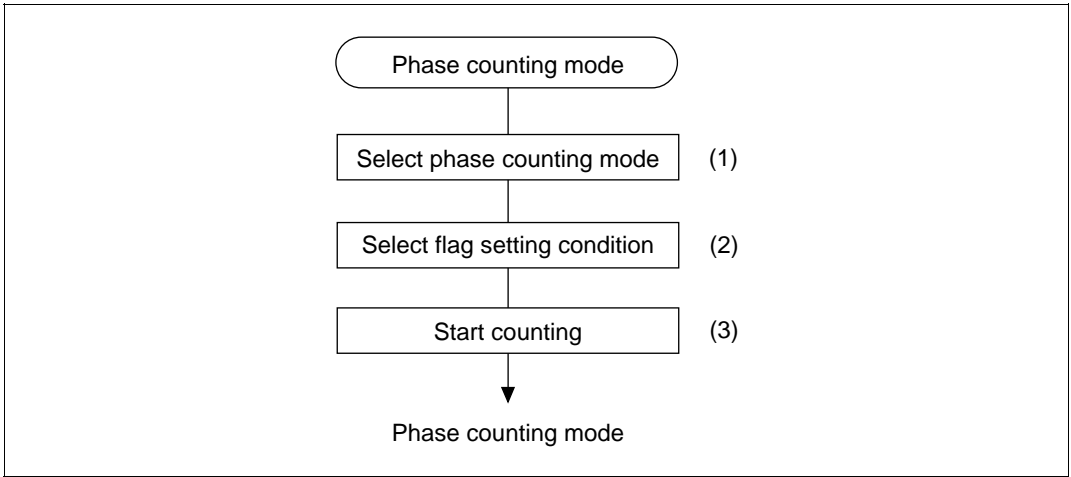 Phase counting mode
Select phase counting mode (1)
Select flag setting condition (2)
Start counting (3)
Phase counting mode